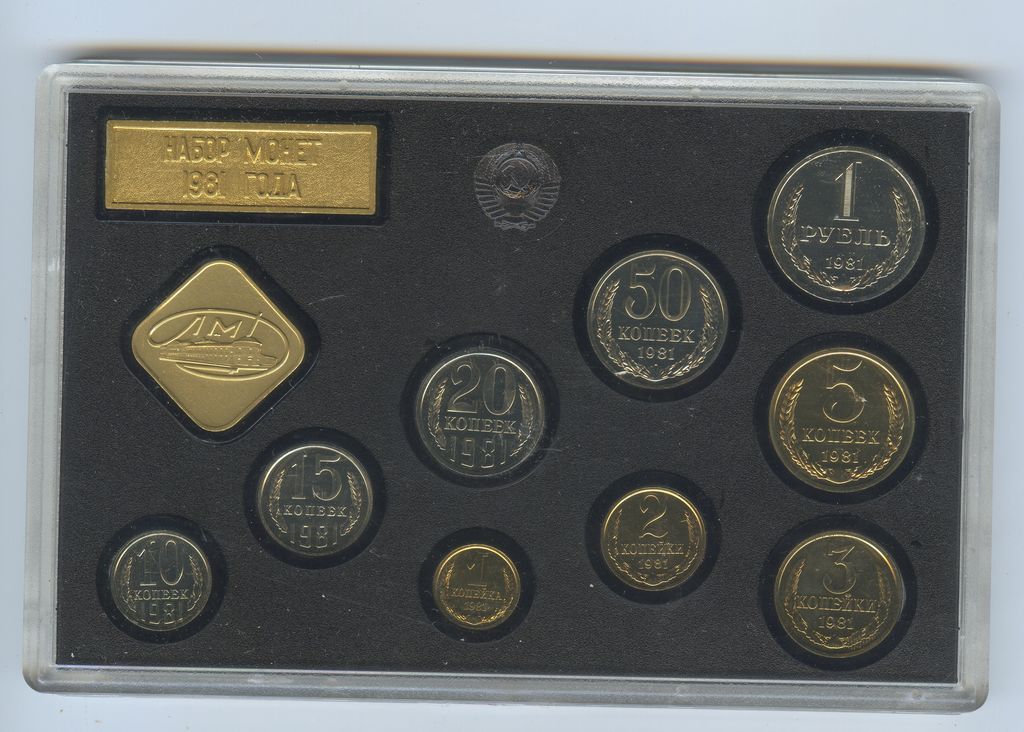 НАБОР МОНЕТ
1981 ГОДА
ЛМД
1
РУБЛЬ
1981
50
КОПЕЕК
1981
20
КОПЕЕК
1981
5
КОПЕЕК
1981
15
КОПЕЕК
1981
2
КОПЕЙКИ
1981
3
КОПЕЙКИ
1981
10
КОПЕЕК
1981
1
КОПЕЙКА
1981